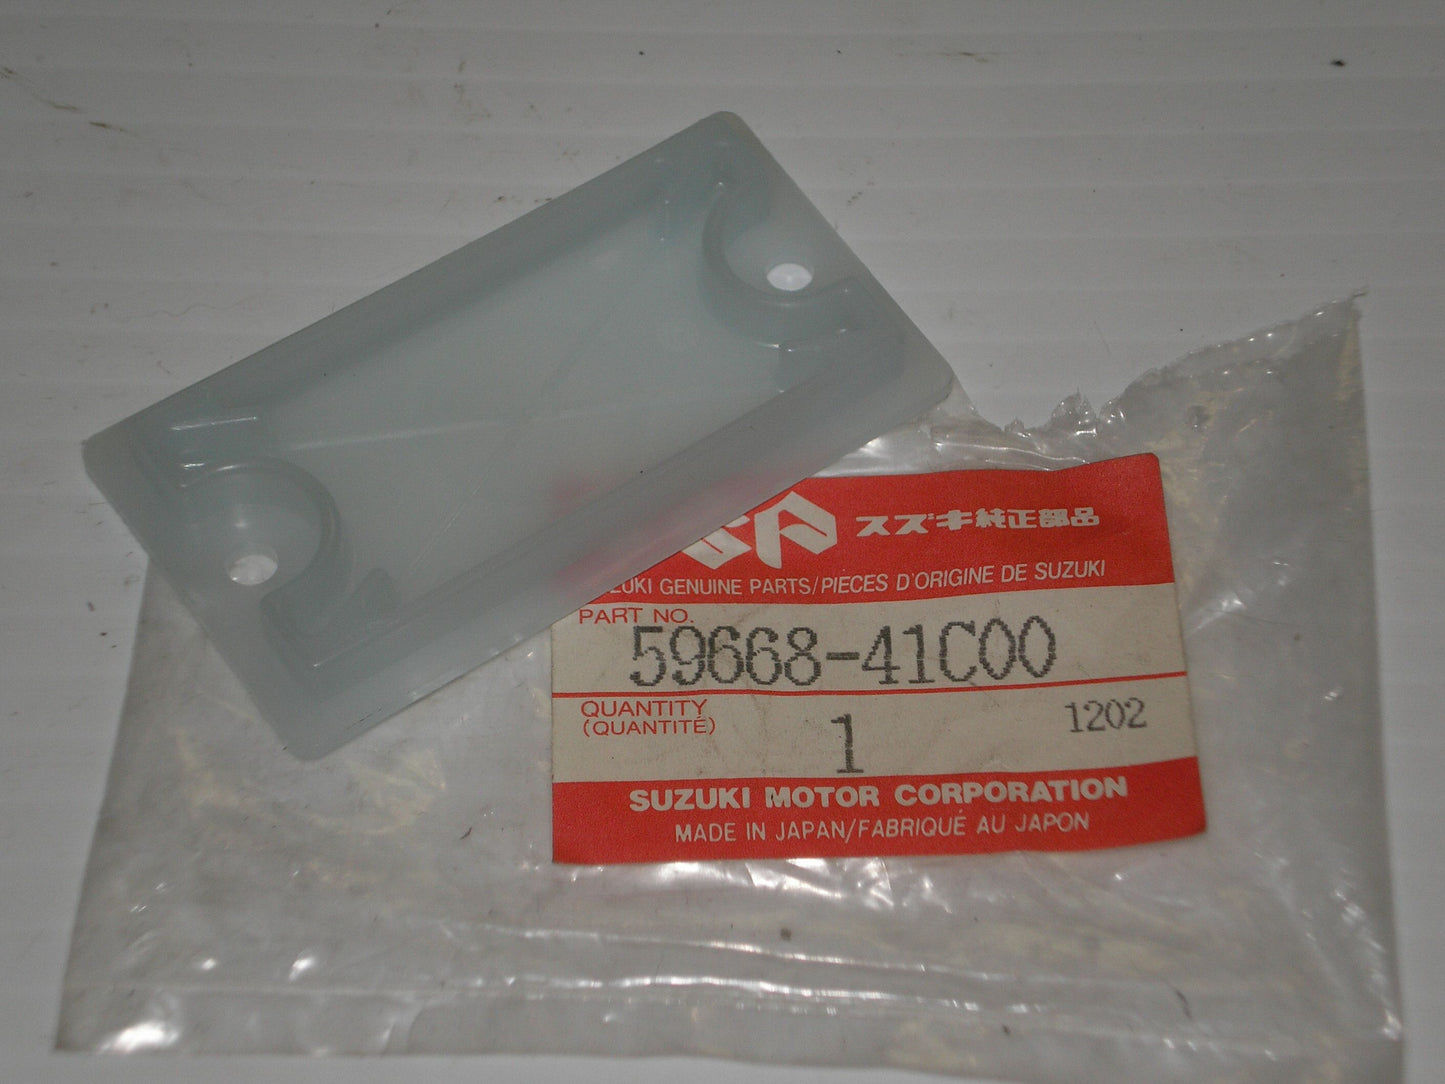 スズキ純正部品
SUZUKI GENUINE PARTS/PIECES D'ORIGINE DE SUZUKI
PART NO.
59668-41C00
QUANTITY
(QUANTITÉ)
1
1202
SUZUKI MOTOR CORPORATION
MADE IN JAPAN/FABRIQUÉ AU JAPON